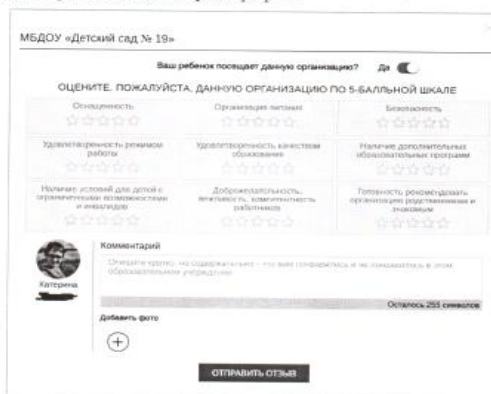 МБДОУ «Детский сад № 19»
Ваш ребенок посещает данную организацию? Да
ОЦЕНИТЕ, ПОЖАЛУЙСТА, ДАННУЮ ОРГАНИЗАЦИЮ ПО 5-БАЛЛЬНОЙ ШКАЛЕ
Оснащенность
Организация питания
Безопасность
Удовлетворенность режимом
работы
Удовлетворенность качеством
образования
Наличие дополнительных
образовательных программ
Наличие условий для детей с
ограниченными возможностями
и инвалидов
Доброжелательность,
вежливость, компетентность
работников
Готовность рекомендовать
организацию родственникам и
знакомым
Катерина
Комментарий
Опишите кратко, но содержательно - что вам понравилось и не понравилось в этом
образовательном учреждении
Осталось 255 символов
Добавить фото
ОТПРАВИТЬ ОТЗЫВ